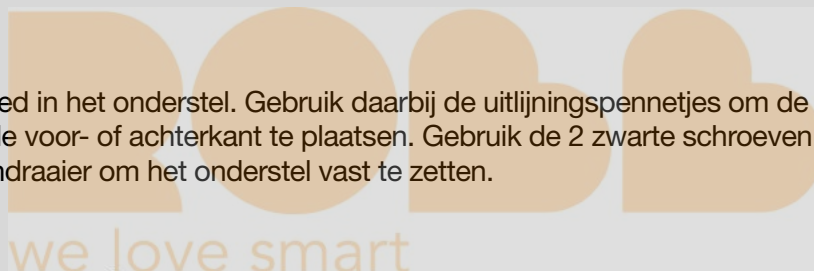 ed in het onderstel. Gebruik daarbij de uitlijningspennetjes om de
e voor- of achterkant te plaatsen. Gebruik de 2 zwarte schroeven
draaier om het onderstel vast te zetten.
ROBB
we love smart